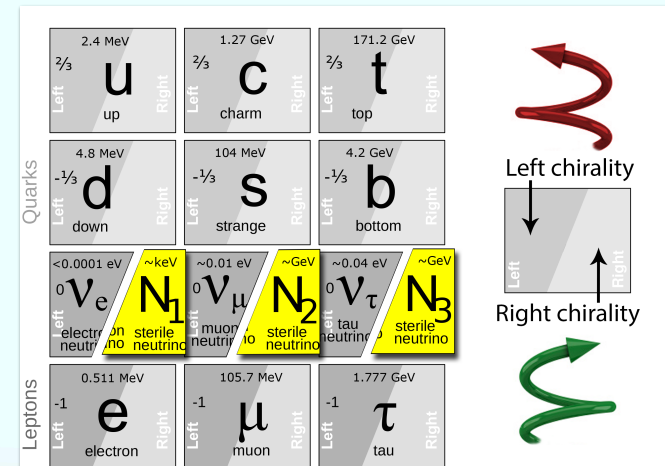 2.4 MeV
⅔
u
Left
up
Right
1.27 GeV
⅔
c
Left
charm
Right
171.2 GeV
⅔
t
Left
top
Right
Quarks
4.8 MeV
-⅓
d
Left
down
Right
104 MeV
-⅓
s
Left
strange
Right
4.2 GeV
-⅓
b
Left
bottom
Right
<0.0001 eV
0
νe
Left
electron
neutrino
~keV
N1
sterile
neutrino
~0.01 eV
0
νμ
Left
muon
neutrino
~GeV
N2
sterile
neutrino
~0.04 eV
0
ντ
Left
tau
neutrino
~GeV
N3
sterile
neutrino
Leptons
0.511 MeV
-1
e
Left
electron
Right
105.7 MeV
-1
μ
Left
muon
Right
1.777 GeV
-1
τ
Left
tau
Right
Left chirality
Left
Right
Right chirality